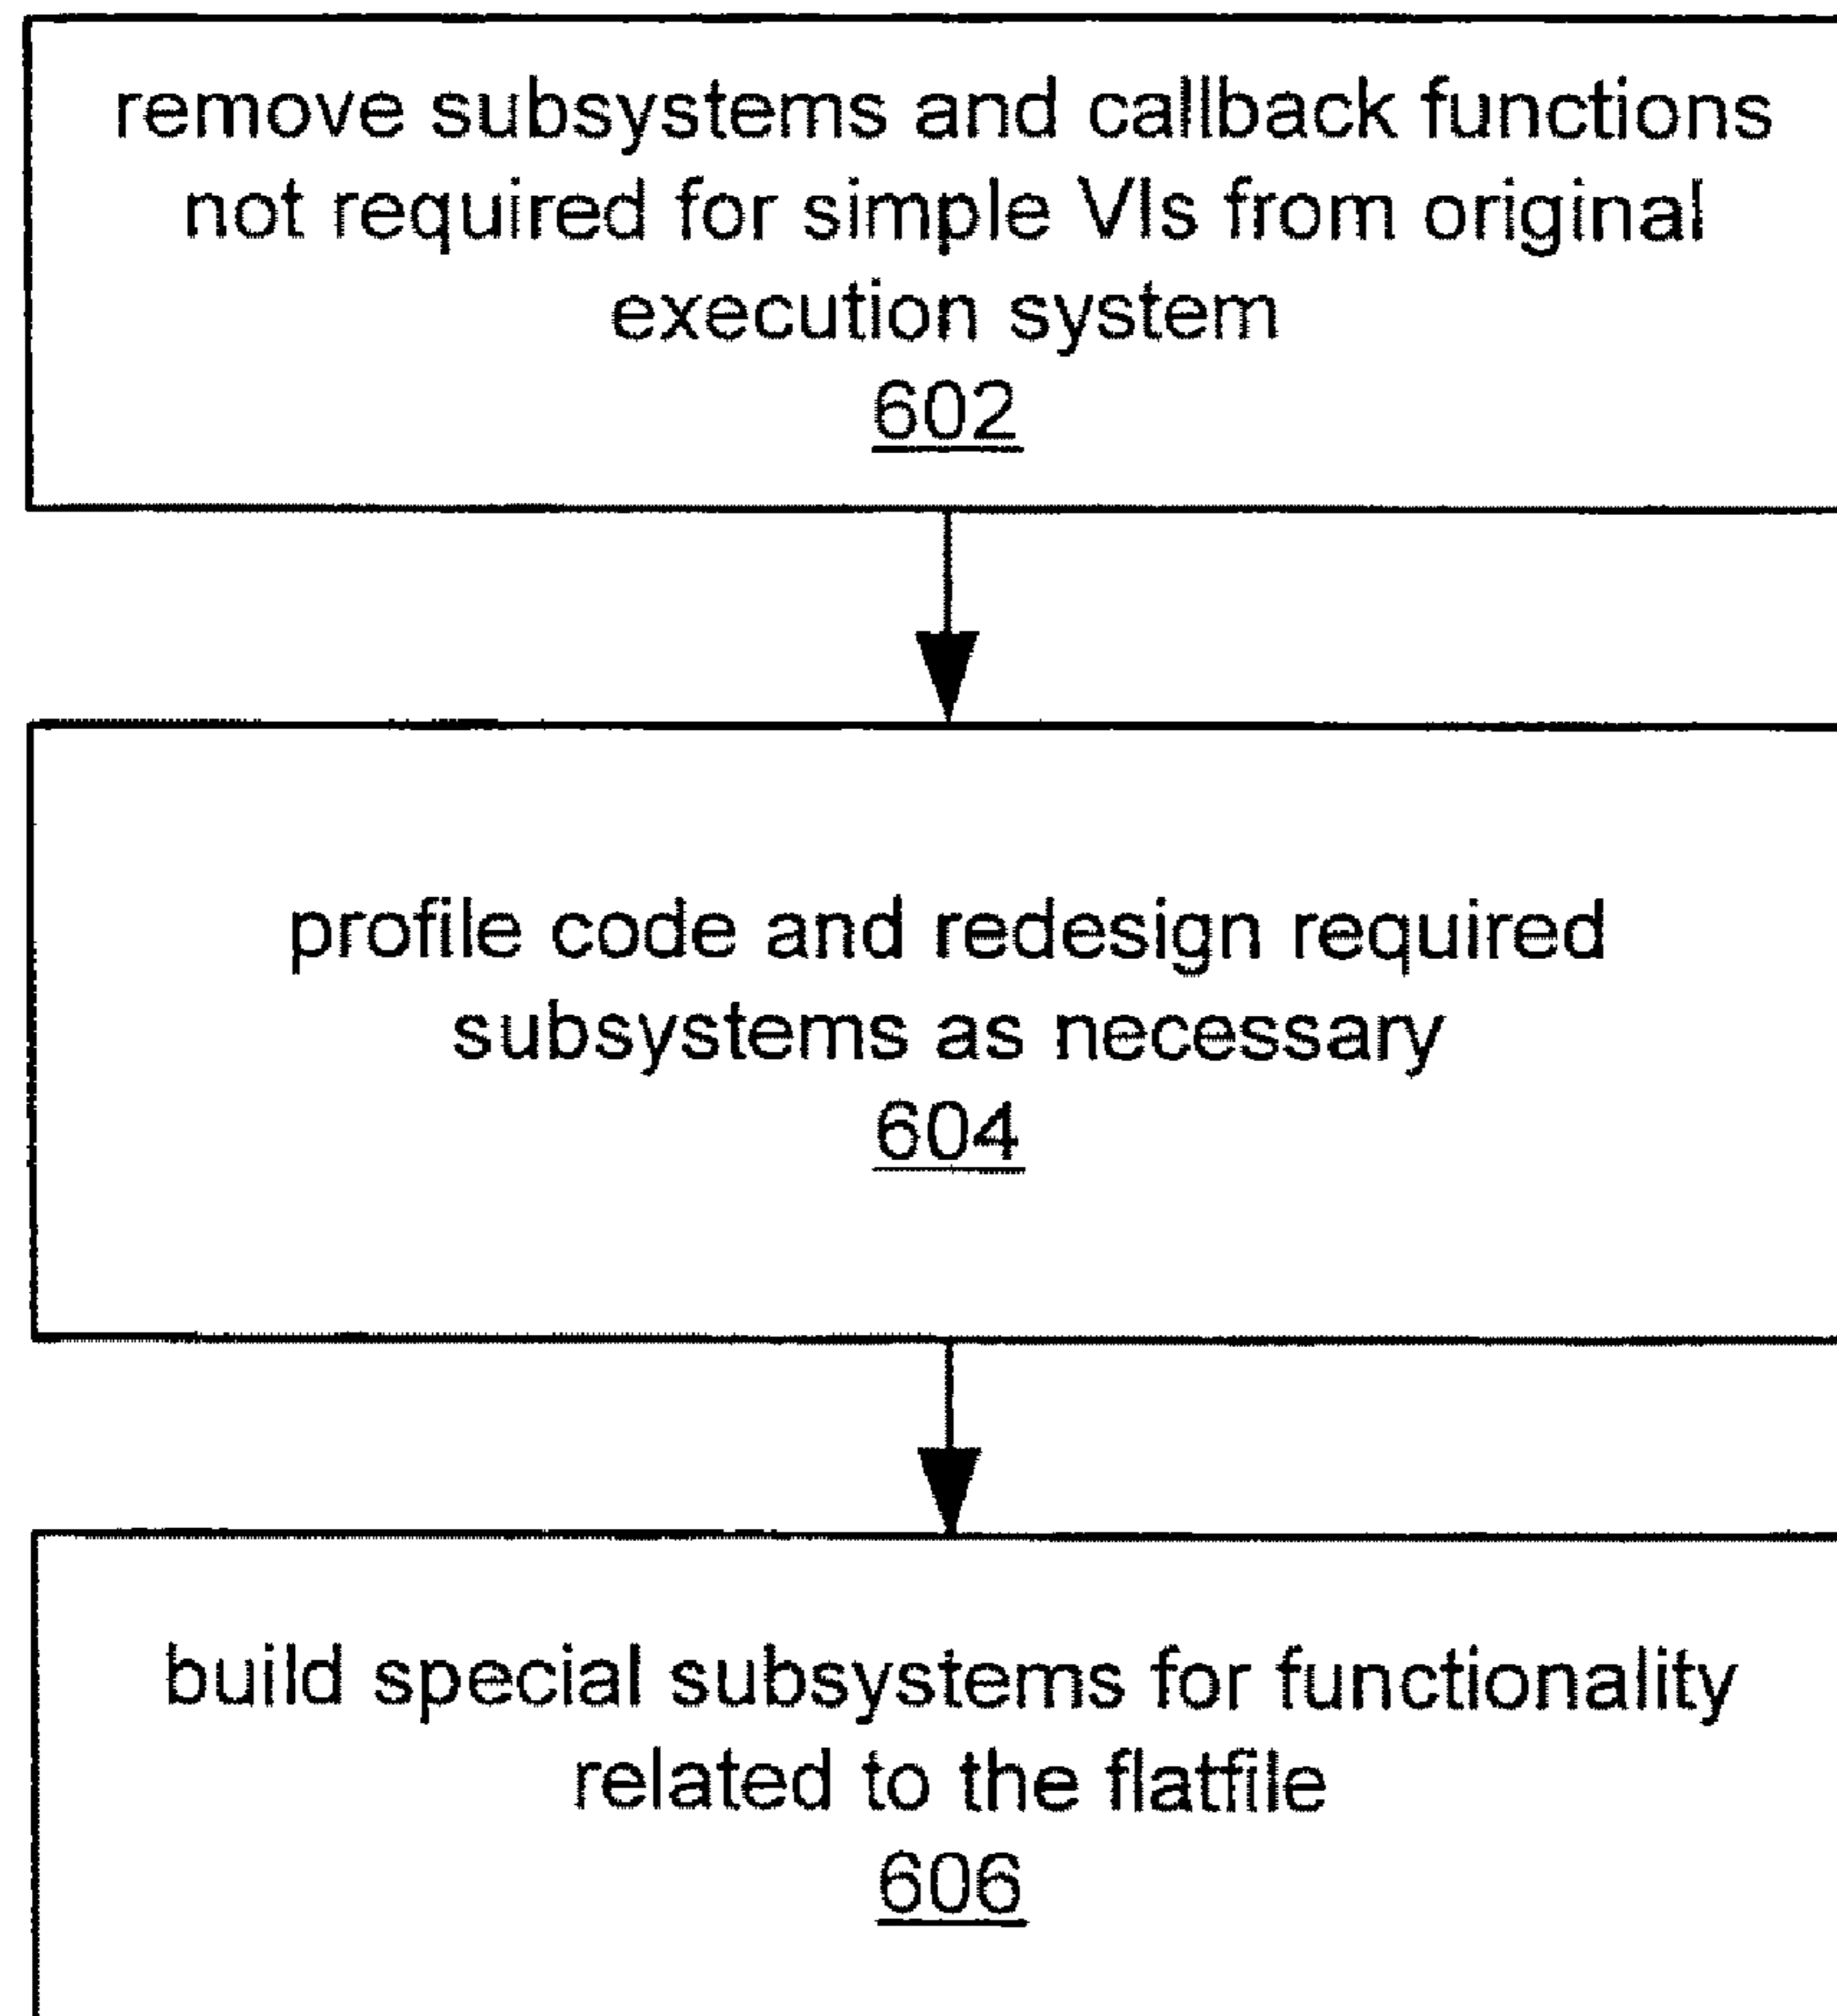 remove subsystems and callback functions
not required for simple VIs from original
execution system
602
profile code and redesign required
subsystems as necessary
604
build special subsystems for functionality
related to the flatfile
606